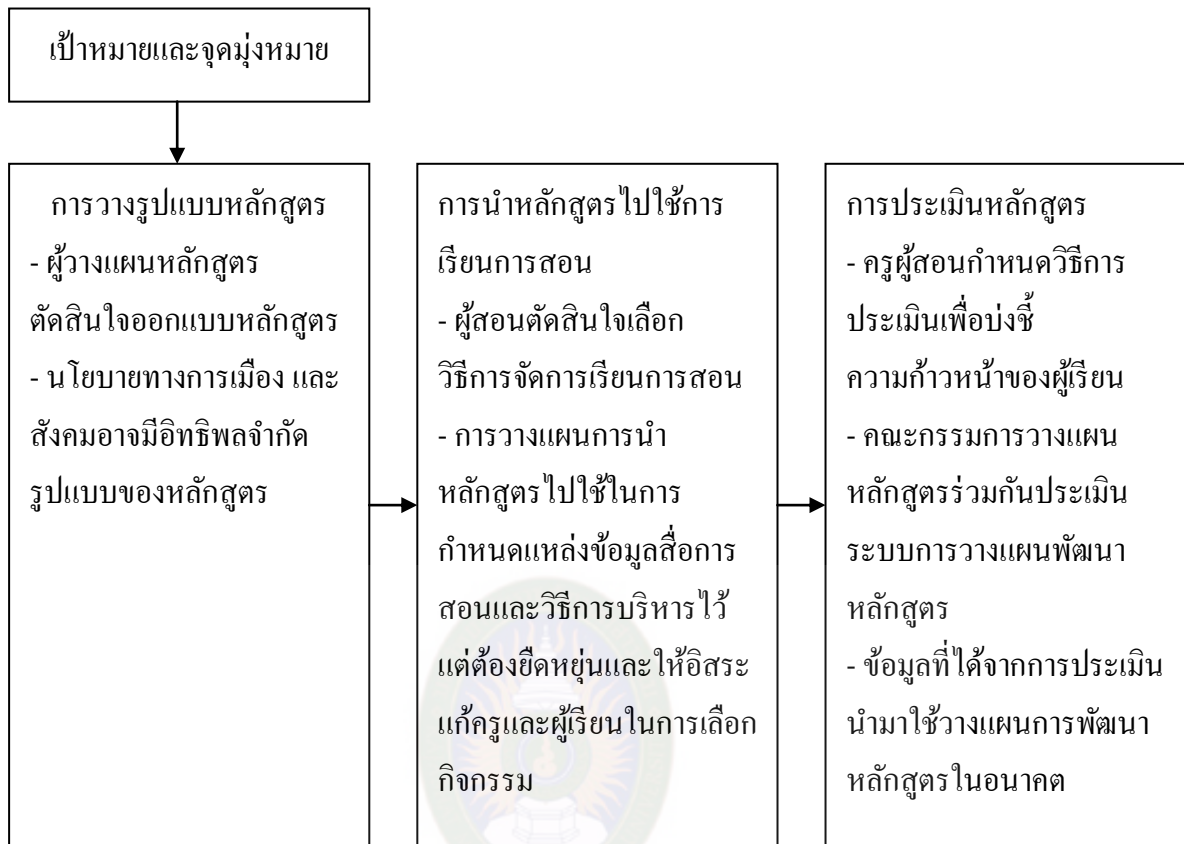 เป้าหมายและจุดมุ่งหมาย
การวางรูปแบบหลักสูตร
- ผู้วางแผนหลักสูตร
ตัดสินใจออกแบบหลักสูตร
- นโยบายทางการเมือง และ
สังคมอาจมีอิทธิพลจำกัด
รูปแบบของหลักสูตร
การนำหลักสูตรไปใช้การ
เรียนการสอน
- ผู้สอนตัดสินใจเลือก
วิธีการจัดการเรียนการสอน
- การวางแผนการนำ
หลักสูตรไปใช้ในการ
กำหนดแหล่งข้อมูลสื่อการ
สอนและวิธีการบริหารไว้
แต่ต้องยืดหยุ่นและให้อิสระ
แก้ครูและผู้เรียนในการเลือก
กิจกรรม
การประเมินหลักสูตร
- ครูผู้สอนกำหนดวิธีการ
ประเมินเพื่อบ่งชี้
ความก้าวหน้าของผู้เรียน
- คณะกรรมการวางแผน
หลักสูตรร่วมกันประเมิน
ระบบการวางแผนพัฒนา
หลักสูตร
- ข้อมูลที่ได้จากการประเมิน
นำมาใช้วางแผนการพัฒนา
หลักสูตรในอนาคต